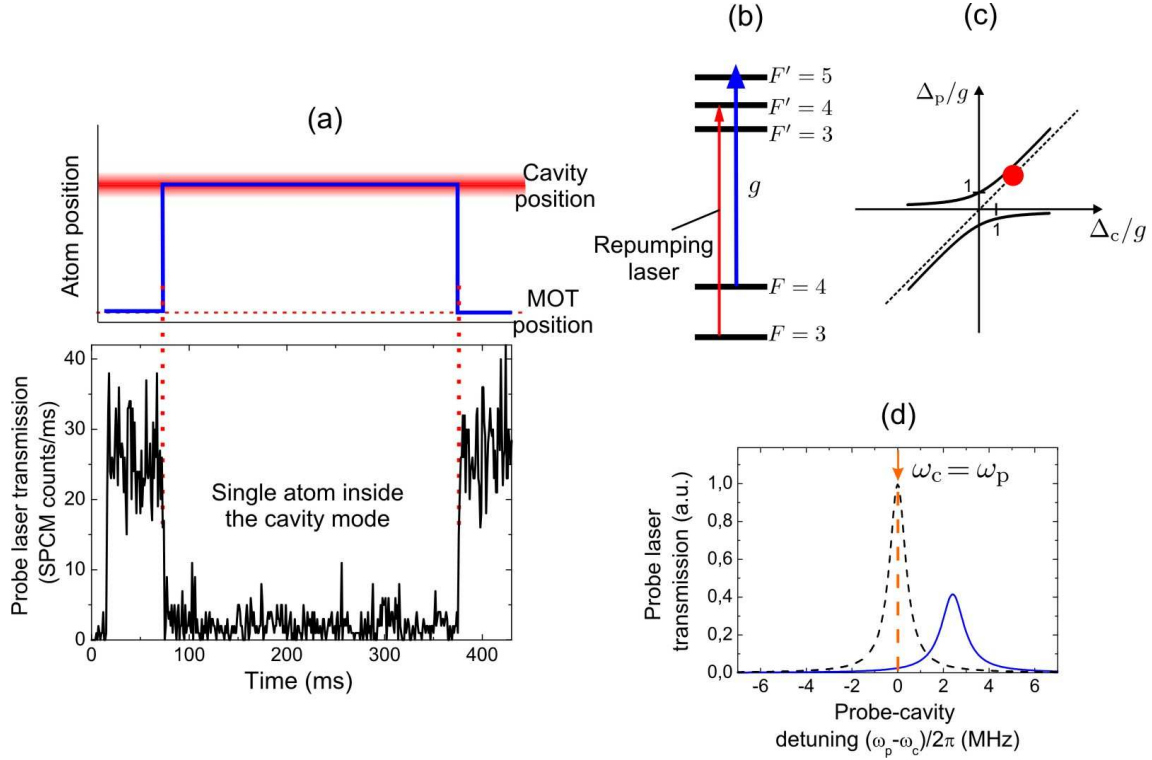 (a)
Atom position
Cavity
position
MOT
position
Probe laser transmission
(SPCM counts/ms)
40
30
20
10
0
Single atom inside
the cavity mode
0
100
200
300
400
Time (ms)
(b)
F′ = 5
F′ = 4
F′ = 3
g
Repumping
laser
F = 4
F = 3
(c)
Δp/g
1
1
Δc/g
(d)
Probe laser
transmission (a.u.)
1,0
0,8
0,6
0,4
0,2
0,0
ωc = ωp
-6
-4
-2
0
2
4
6
Probe-cavity
detuning (ωp-ωc)/2π (MHz)